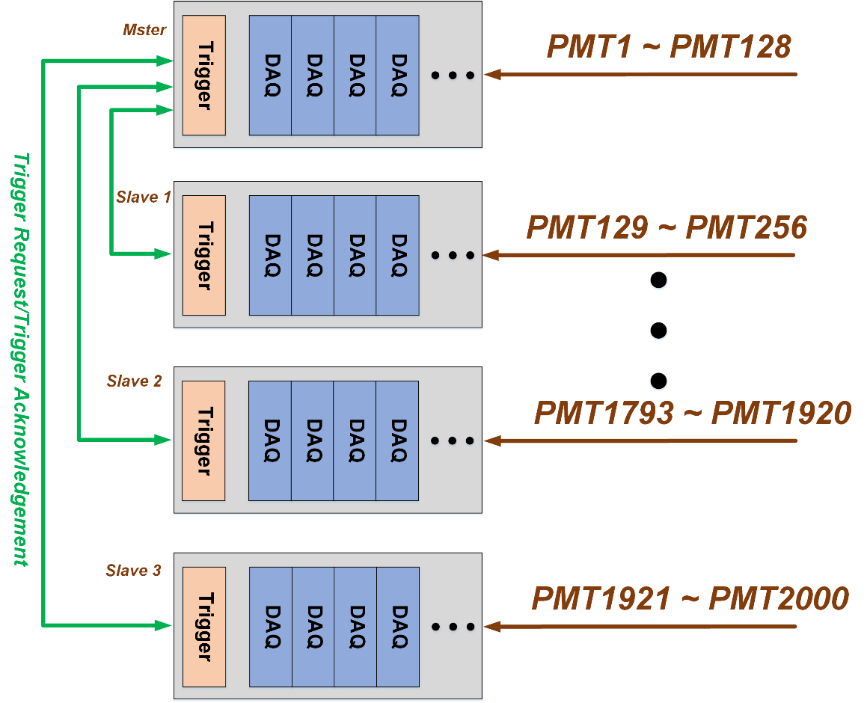 Mster
Trigger
DAQ
DAQ
DAQ
DAQ
PMT1 ~ PMT128
Trigger Request/Trigger Acknowledgement
Slave 1
Trigger
DAQ
DAQ
DAQ
DAQ
PMT129 ~ PMT256
Slave 2
Trigger
DAQ
DAQ
DAQ
DAQ
PMT1793 ~ PMT1920
Slave 3
Trigger
DAQ
DAQ
DAQ
DAQ
PMT1921 ~ PMT2000